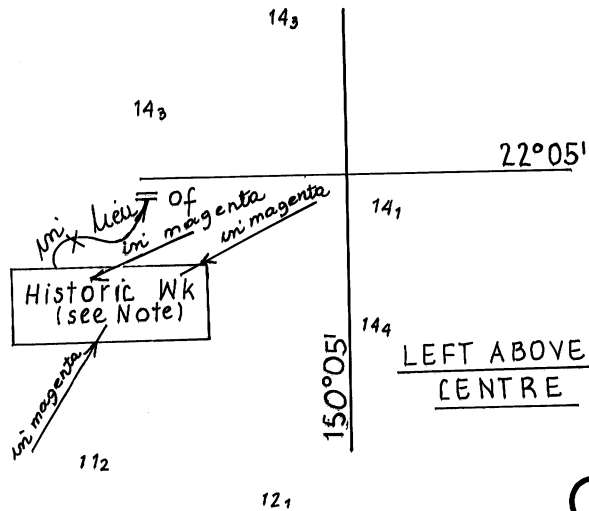 14₃
14₃
22°05'
in lieu of
in magenta
in magenta
14₁
Historic Wk
(see Note)
14₄
LEFT ABOVE
CENTRE
150°05'
in magenta
11₂
12₁